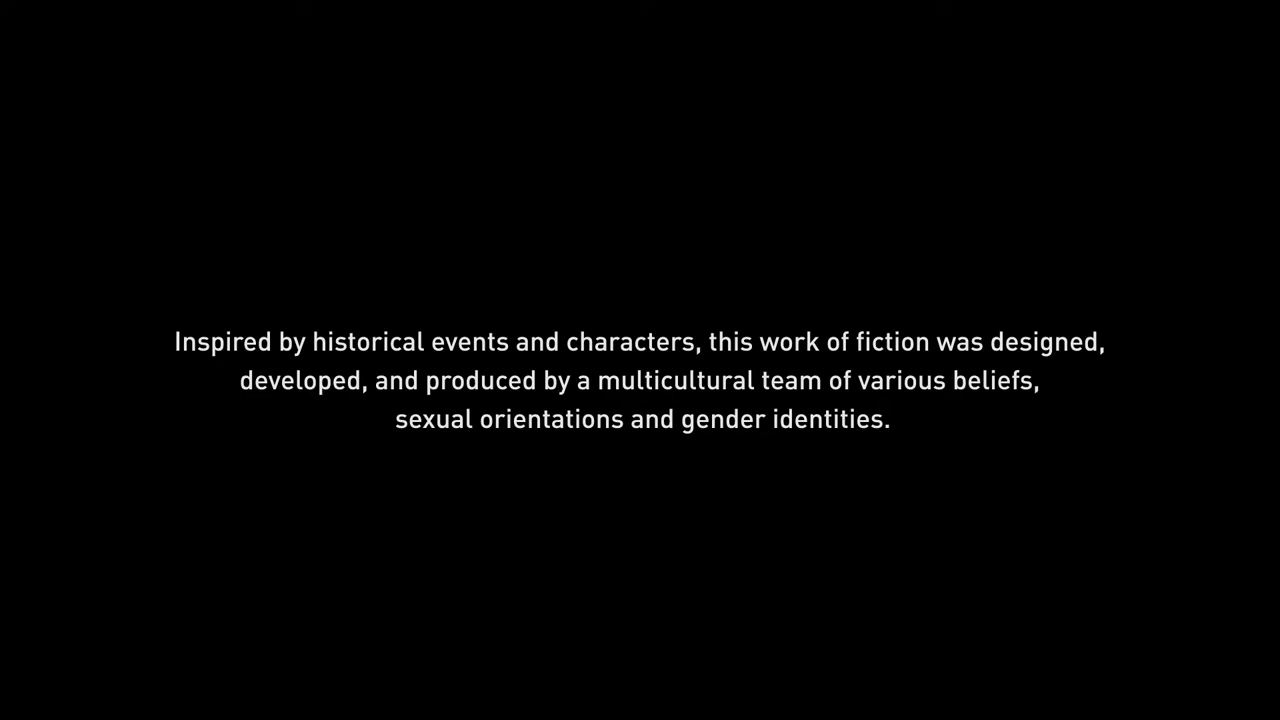 Inspired by historical events and characters, this work of fiction was designed,
developed, and produced by a multicultural team of various beliefs,
sexual orientations and gender identities.